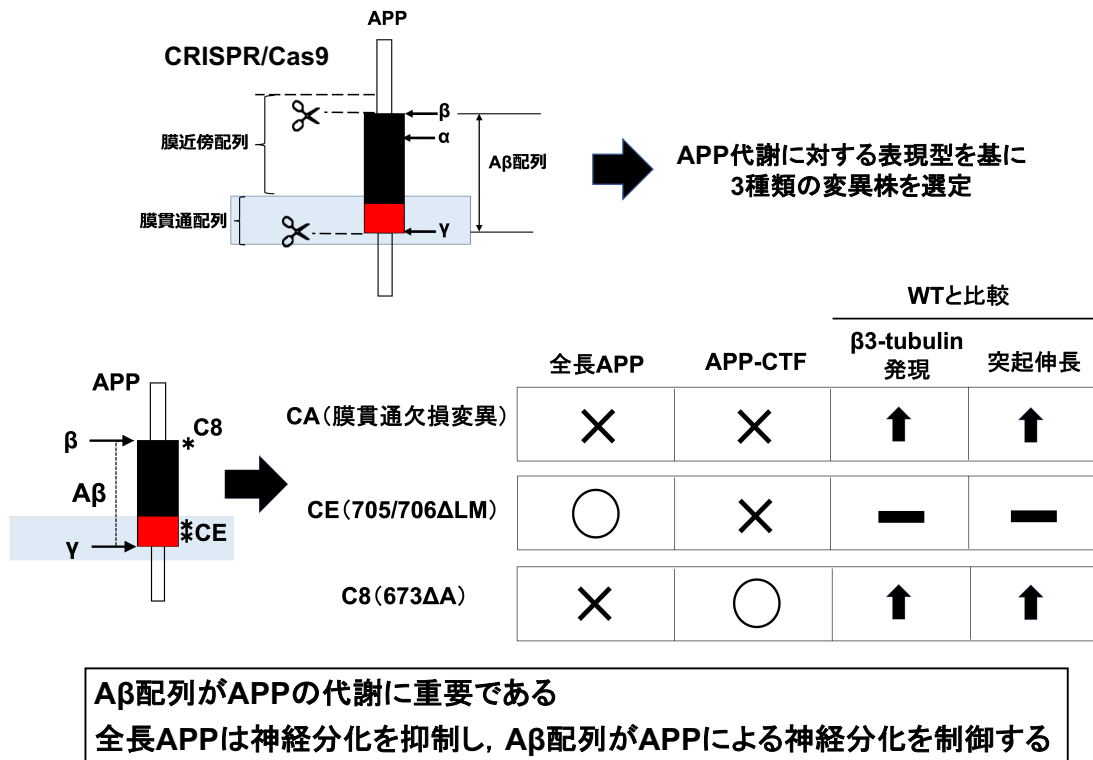 APP
CRISPR/Cas9
膜近傍配列
膜貫通配列
β
α
γ
Aβ配列
APP代謝に対する表現型を基に
3種類の変異株を選定
APP
C8
β
Aβ
CE
γ
WTと比較
全長APP
APP-CTF
β3-tubulin
発現
突起伸長
CA(膜貫通欠損変異)
× × ⬆ ⬆
CE(705/706ΔLM)
○ × ー ー
C8(673ΔA)
× ○ ⬆ ⬆
Aβ配列がAPPの代謝に重要である
全長APPは神経分化を抑制し,Aβ配列がAPPによる神経分化を制御する